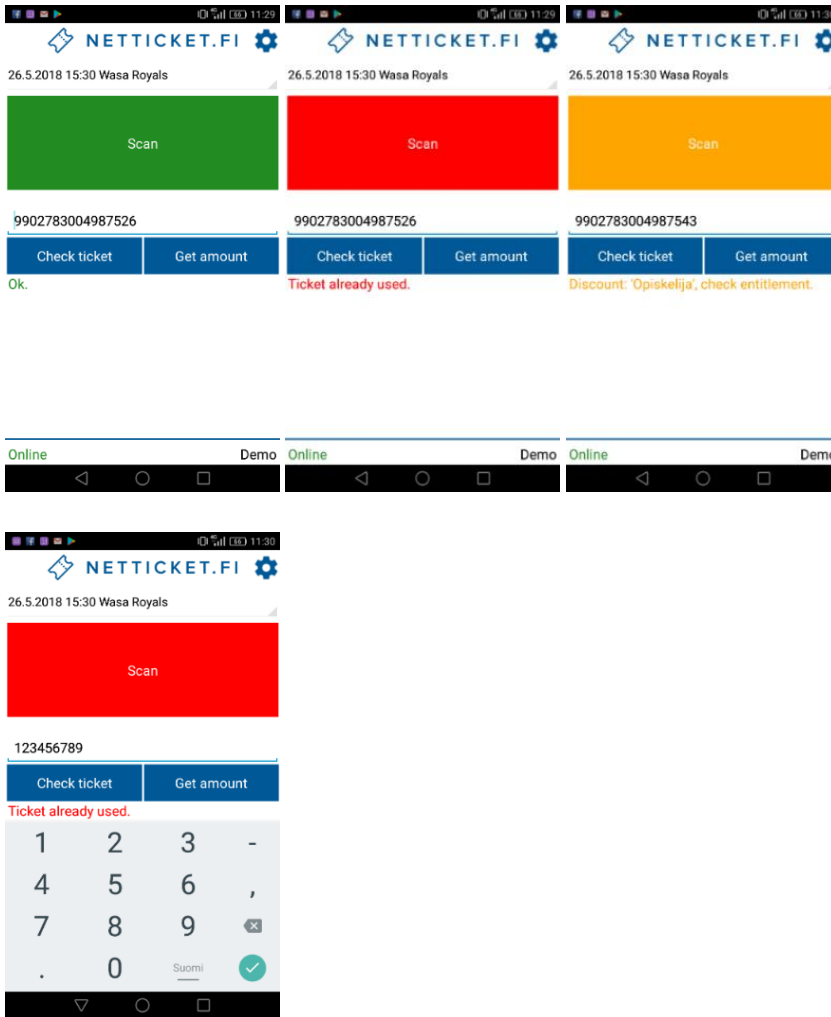 11:29
NETTICKET.FI
26.5.2018 15:30 Wasa Royals
Scan
9902783004987526
Check ticket Get amount
Ok.
Online Demo
11:29
NETTICKET.FI
26.5.2018 15:30 Wasa Royals
Scan
9902783004987526
Check ticket Get amount
Ticket already used.
Online Demo
NETTICKET.FI
26.5.2018 15:30 Wasa Royals
Scan
9902783004987543
Check ticket Get amount
Discount: 'Opiskelija', check entitlement.
Online Demo
11:30
NETTICKET.FI
26.5.2018 15:30 Wasa Royals
Scan
123456789
Check ticket Get amount
Ticket already used.
1 2 3 -
4 5 6 ,
7 8 9
. 0 Suomi